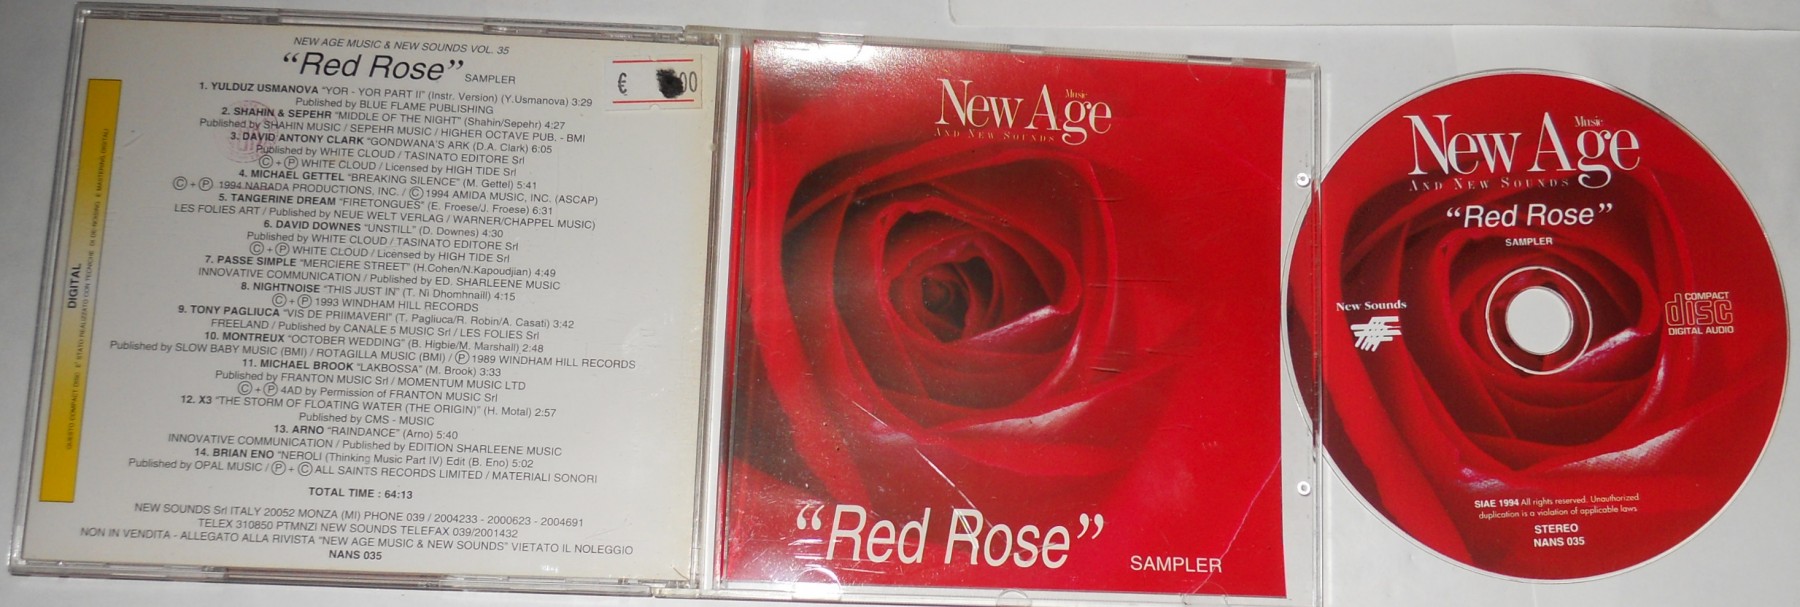 NEW AGE MUSIC & NEW SOUNDS VOL. 35
“Red Rose” SAMPLER
€ 00
1. YULDUZ USMANOVA “YOR - YOR PART II” (Instr. Version) (Y.Usmanova) 3:29
Published by BLUE FLAME PUBLISHING
2. SHAHIN & SEPEHR “MIDDLE OF THE NIGHT” (Shahin/Sepehr) 4:27
Published by SHAHIN MUSIC / SEPEHR MUSIC / HIGHER OCTAVE PUB. - BMI
3. DAVID ANTONY CLARK “GONDWANA'S ARK (D.A. Clark) 6:05
Published by WHITE CLOUD / TASINATO EDITORE Srl
Ⓒ + Ⓟ WHITE CLOUD / Licensed by HIGH TIDE Srl
4. MICHAEL GETTEL “BREAKING SILENCE” (M. Gettel) 5:41
Ⓒ + Ⓟ 1994 NARADA PRODUCTIONS, INC. / Ⓒ 1994 AMIDA MUSIC, INC. (ASCAP)
5. TANGERINE DREAM “FIRETONGUES” (E. Froese/J. Froese) 6:31
LES FOLIES ART / Published by NEUE WELT VERLAG / WARNER/CHAPPEL MUSIC)
6. DAVID DOWNES “UNSTILL” (D. Downes) 4:30
Published by WHITE CLOUD / TASINATO EDITORE Srl
Ⓒ + Ⓟ WHITE CLOUD / Licensed by HIGH TIDE Srl
7. PASSE SIMPLE “MERCIERE STREET” (H.Cohen/N.Kapoudjian) 4:49
INNOVATIVE COMMUNICATION / Published by ED. SHARLEENE MUSIC
8. NIGHTNOISE “THIS JUST IN” (T. Ni Dhomhnaill) 4:15
Ⓒ + Ⓟ 1993 WINDHAM HILL RECORDS
9. TONY PAGLIUCA “VIS DE PRIIMAVERI” (T. Pagliuca/R. Robin/A. Casati) 3:42
FREELAND / Published by CANALE 5 MUSIC Srl / LES FOLIES Srl
10. MONTREUX “OCTOBER WEDDING” (B. Higbie/M. Marshall) 2:48
Published by SLOW BABY MUSIC (BMI) / ROTAGILLA MUSIC (BMI) / Ⓟ 1989 WINDHAM HILL RECORDS
11. MICHAEL BROOK “LAKBOSSA” (M. Brook) 3:33
Published by FRANTON MUSIC Srl / MOMENTUM MUSIC LTD
Ⓒ + Ⓟ 4AD by Permission of FRANTON MUSIC Srl
12. X3 “THE STORM OF FLOATING WATER (THE ORIGIN)” (H. Motal) 2:57
Published by CMS - MUSIC
13. ARNO “RAINDANCE” (Arno) 5:40
INNOVATIVE COMMUNICATION / Published by EDITION SHARLEENE MUSIC
14. BRIAN ENO “NEROLI (Thinking Music Part IV) Edit (B. Eno) 5:02
Published by OPAL MUSIC / Ⓟ + Ⓒ ALL SAINTS RECORDS LIMITED / MATERIALI SONORI
TOTAL TIME : 64:13
NEW SOUNDS Srl ITALY 20052 MONZA (MI) PHONE 039 / 2004233 - 2000623 - 2004691
TELEX 310850 PTMNZI NEW SOUNDS TELEFAX 039/2001432
NON IN VENDITA - ALLEGATO ALLA RIVISTA “NEW AGE MUSIC & NEW SOUNDS” VIETATO IL NOLEGGIO
NANS 035
DIGITAL
QUESTO COMPACT DISC E' STATO REALIZZATO CON TECNICHE DI DE-NOISING E MASTERING DIGITALI
New Age
Music
AND NEW SOUNDS
“Red Rose”
SAMPLER
New Age
Music
AND NEW SOUNDS
“Red Rose”
SAMPLER
New Sounds
COMPACT
disc
DIGITAL AUDIO
SIAE 1994 All rights reserved. Unauthorized
duplication is a violation of applicable laws
STEREO
NANS 035